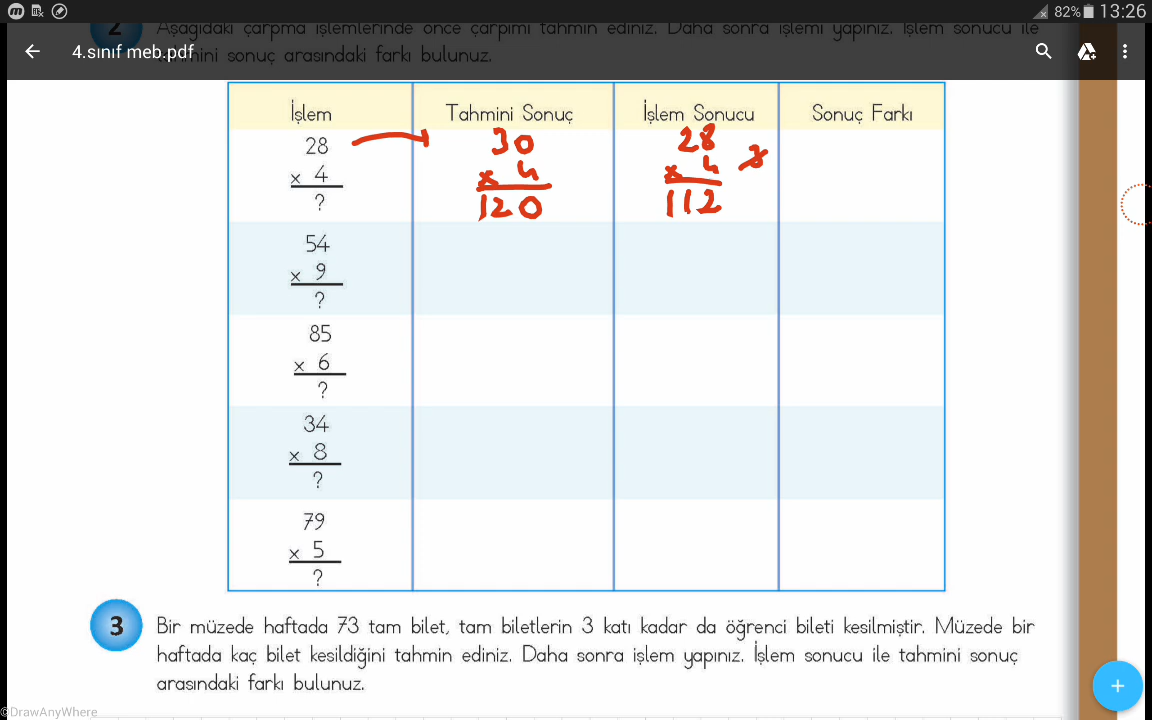 82% 13:26
2 Aşağıdaki çarpma işlemlerinde önce çarpımı tahmin ediniz. Daha sonra işlemi yapınız. İşlem sonucu ile
4.sınıf meb.pdf
tahmini sonuç arasındaki farkı bulunuz.
İşlem Tahmini Sonuç İşlem Sonucu Sonuç Farkı
28 30 28
x 4 x 4 x 4 3
? 120 112
54
x 9
?
85
x 6
?
34
x 8
?
79
x 5
?
3 Bir müzede haftada 73 tam bilet, tam biletlerin 3 katı kadar da öğrenci bileti kesilmiştir. Müzede bir
haftada kaç bilet kesildiğini tahmin ediniz. Daha sonra işlem yapınız. İşlem sonucu ile tahmini sonuç
arasındaki farkı bulunuz.
©DrawAnyWhere